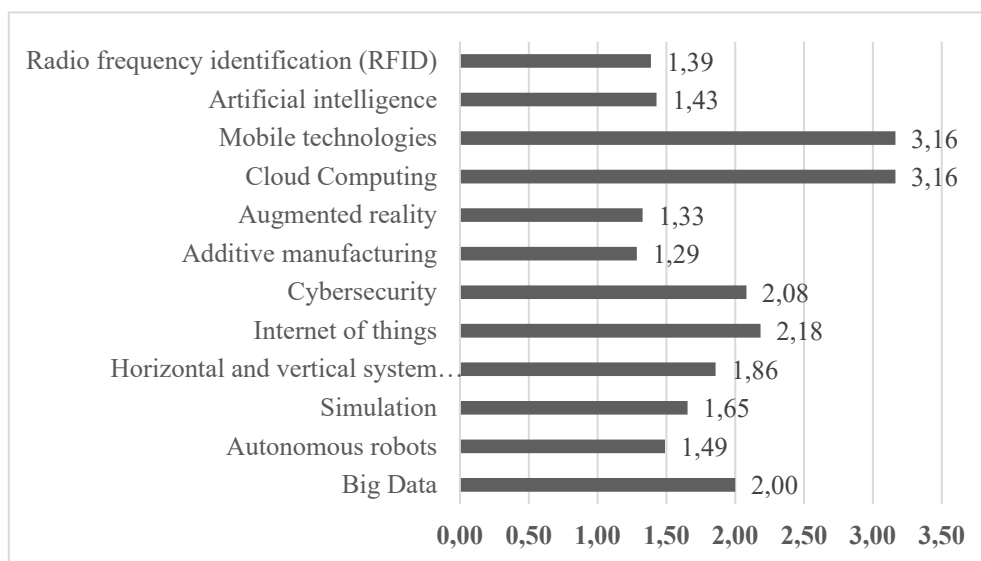 Radio frequency identification (RFID) 1,39
Artificial intelligence 1,43
Mobile technologies 3,16
Cloud Computing 3,16
Augmented reality 1,33
Additive manufacturing 1,29
Cybersecurity 2,08
Internet of things 2,18
Horizontal and vertical system… 1,86
Simulation 1,65
Autonomous robots 1,49
Big Data 2,00
0,00 0,50 1,00 1,50 2,00 2,50 3,00 3,50